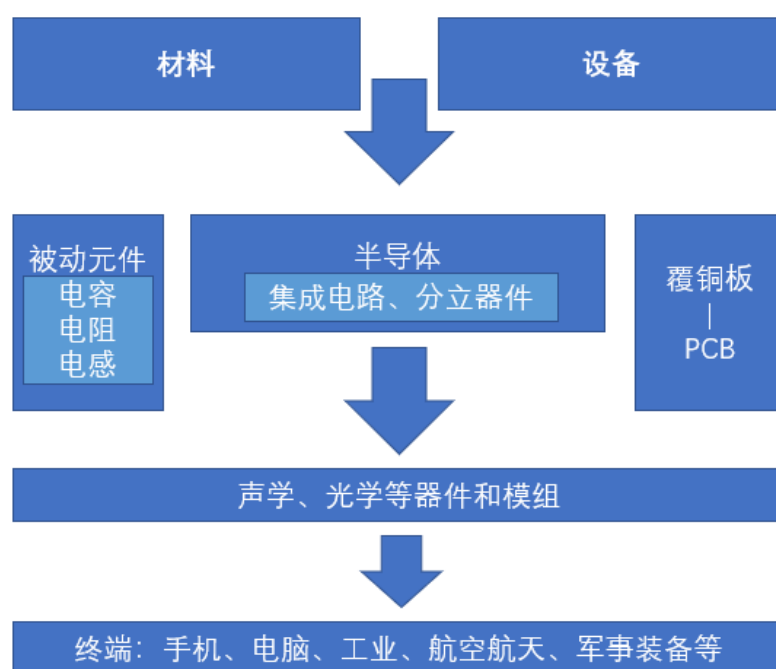 材料
设备
被动元件
电容
电阻
电感
半导体
集成电路、分立器件
覆铜板
|
PCB
声学、光学等器件和模组
终端：手机、电脑、工业、航空航天、军事装备等